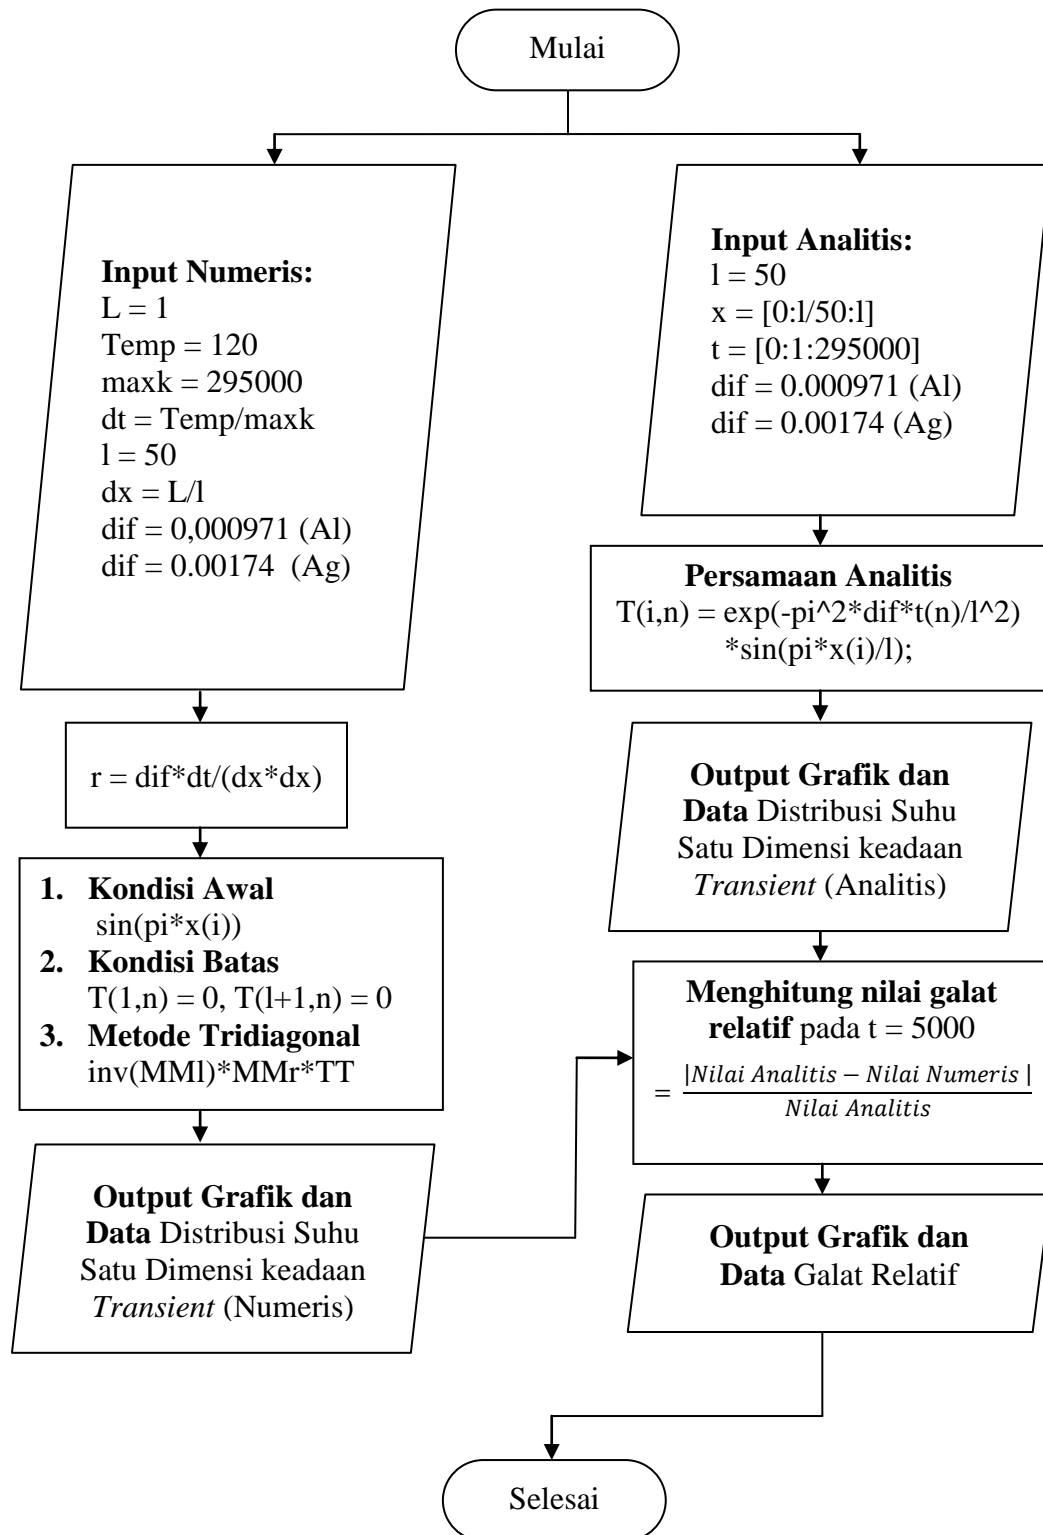 Mulai
Input Numeris:
L = 1
Temp = 120
maxk = 295000
dt = Temp/maxk
l = 50
dx = L/l
dif = 0,000971 (Al)
dif = 0.00174  (Ag)
r = dif*dt/(dx*dx)
1. Kondisi Awal
sin(pi*x(i))
2. Kondisi Batas
T(1,n) = 0, T(l+1,n) = 0
3. Metode Tridiagonal
inv(MMl)*MMr*TT
Output Grafik dan
Data Distribusi Suhu
Satu Dimensi keadaan
Transient (Numeris)
Input Analitis:
l = 50
x = [0:l/50:l]
t = [0:1:295000]
dif = 0.000971 (Al)
dif = 0.00174 (Ag)
Persamaan Analitis
T(i,n) = exp(-pi^2*dif*t(n)/l^2)
*sin(pi*x(i)/l);
Output Grafik dan
Data Distribusi Suhu
Satu Dimensi keadaan
Transient (Analitis)
Menghitung nilai galat
relatif pada t = 5000
= |Nilai Analitis − Nilai Numeris |
Nilai Analitis
Output Grafik dan
Data Galat Relatif
Selesai